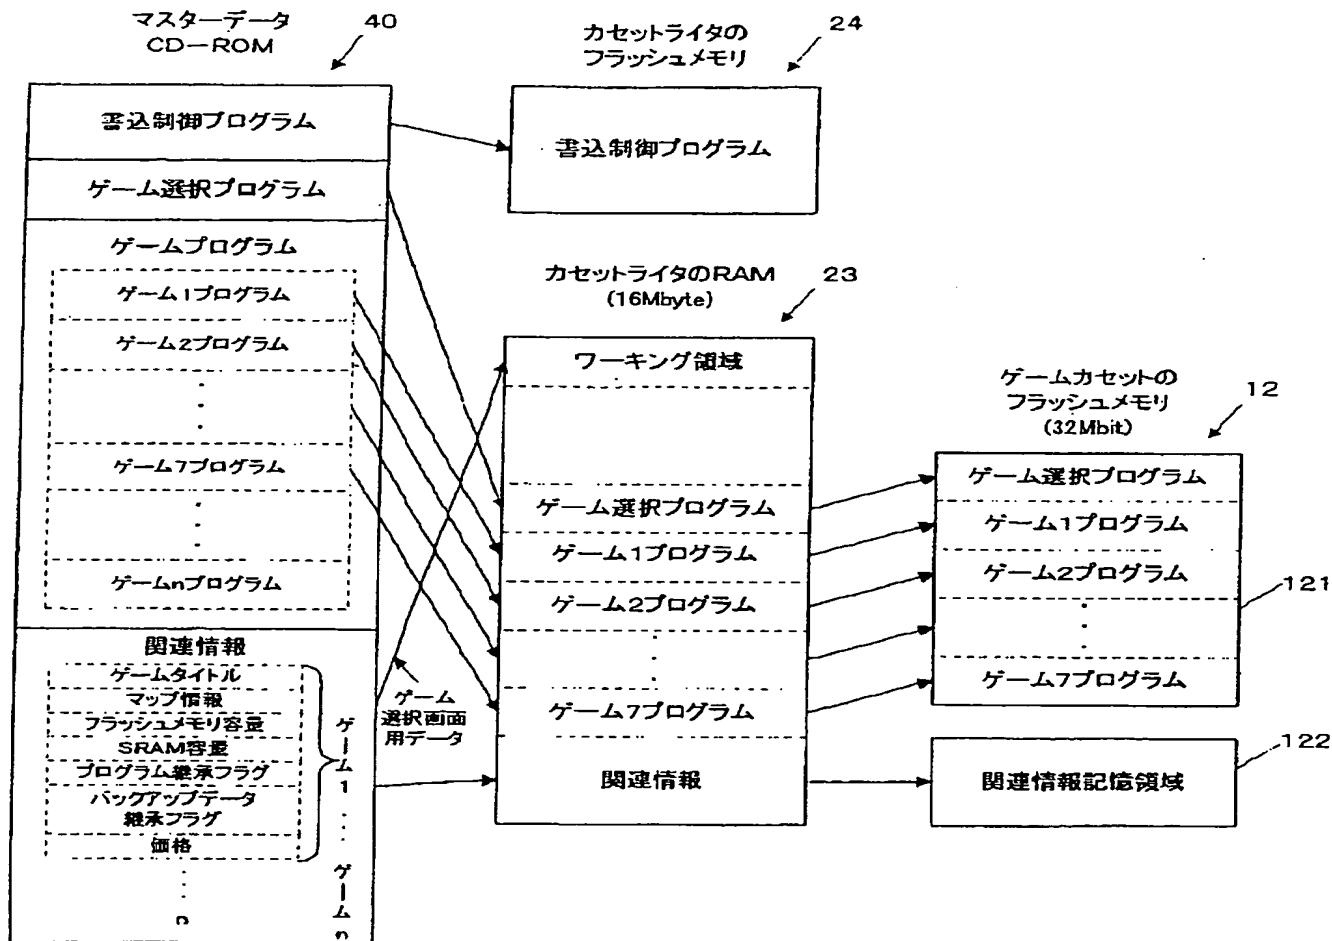 マスターデータ
CD-ROM
40
書込制御プログラム
ゲーム選択プログラム
ゲームプログラム
ゲーム1プログラム
ゲーム2プログラム
ゲーム7プログラム
ゲームnプログラム
関連情報
ゲームタイトル
マップ情報
フラッシュメモリ容量
SRAM容量
プログラム継承フラグ
バックアップデータ
継承フラグ
価格
ゲーム1
ゲームn
n
カセットライタの
フラッシュメモリ
24
書込制御プログラム
カセットライタのRAM
(16Mbyte)
23
ワーキング領域
ゲーム選択プログラム
ゲーム1プログラム
ゲーム2プログラム
ゲーム7プログラム
関連情報
ゲーム
選択画面
用データ
ゲームカセットの
フラッシュメモリ
(32Mbit)
12
ゲーム選択プログラム
ゲーム1プログラム
ゲーム2プログラム
ゲーム7プログラム
121
関連情報記憶領域
122